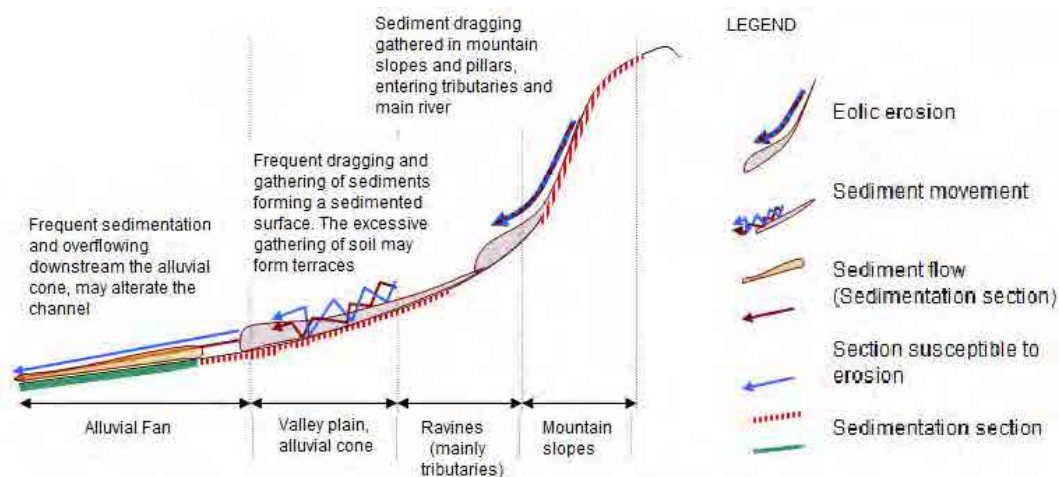 Sediment dragging
gathered in mountain
slopes and pillars,
entering tributaries and
main river
Frequent dragging and
gathering of sediments
forming a sedimented
surface. The excessive
gathering of soil may
form terraces
Frequent sedimentation
and overflowing
downstream the alluvial
cone, may alterate the
channel
Alluvial Fan
Valley plain,
alluvial cone
Ravines
(mainly
tributaries)
Mountain
slopes
LEGEND
Eolic erosion
Sediment movement
Sediment flow
(Sedimentation section)
Section susceptible to
erosion
Sedimentation section